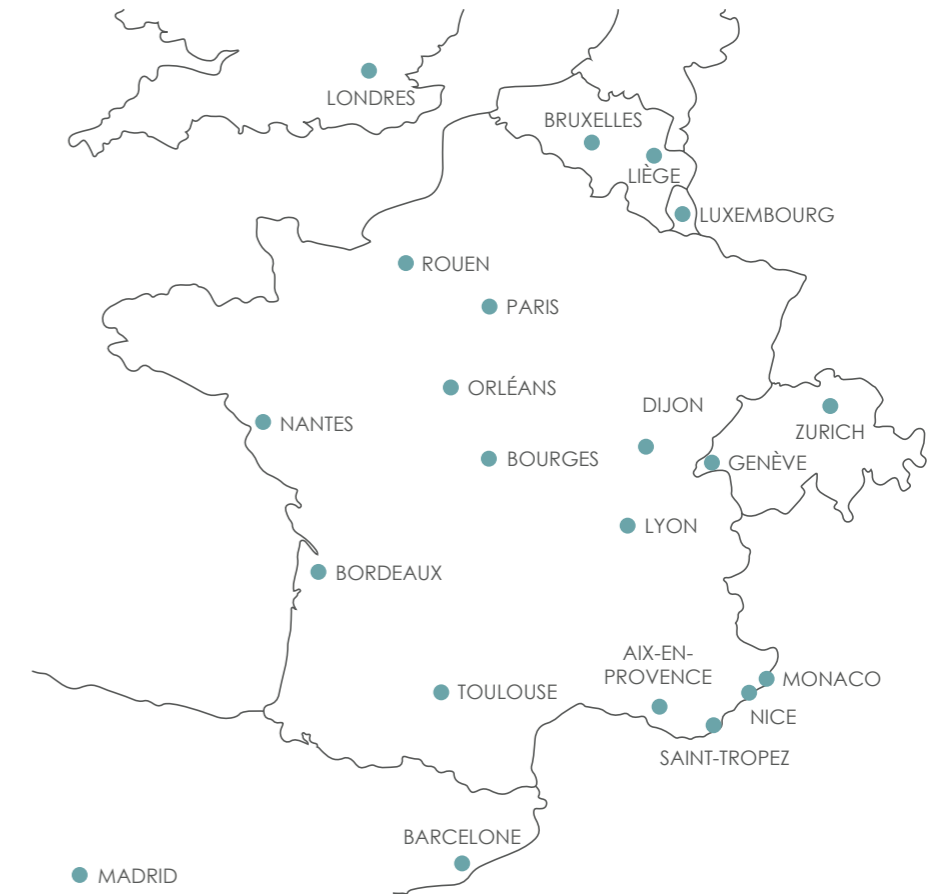 LONDRES
BRUXELLES
LIÈGE
LUXEMBOURG
ROUEN
PARIS
ORLÉANS
DIJON
NANTES
ZURICH
BOURGES
GENÈVE
LYON
BORDEAUX
AIX-EN-
PROVENCE
MONACO
TOULOUSE
NICE
SAINT-TROPEZ
BARCELONE
MADRID